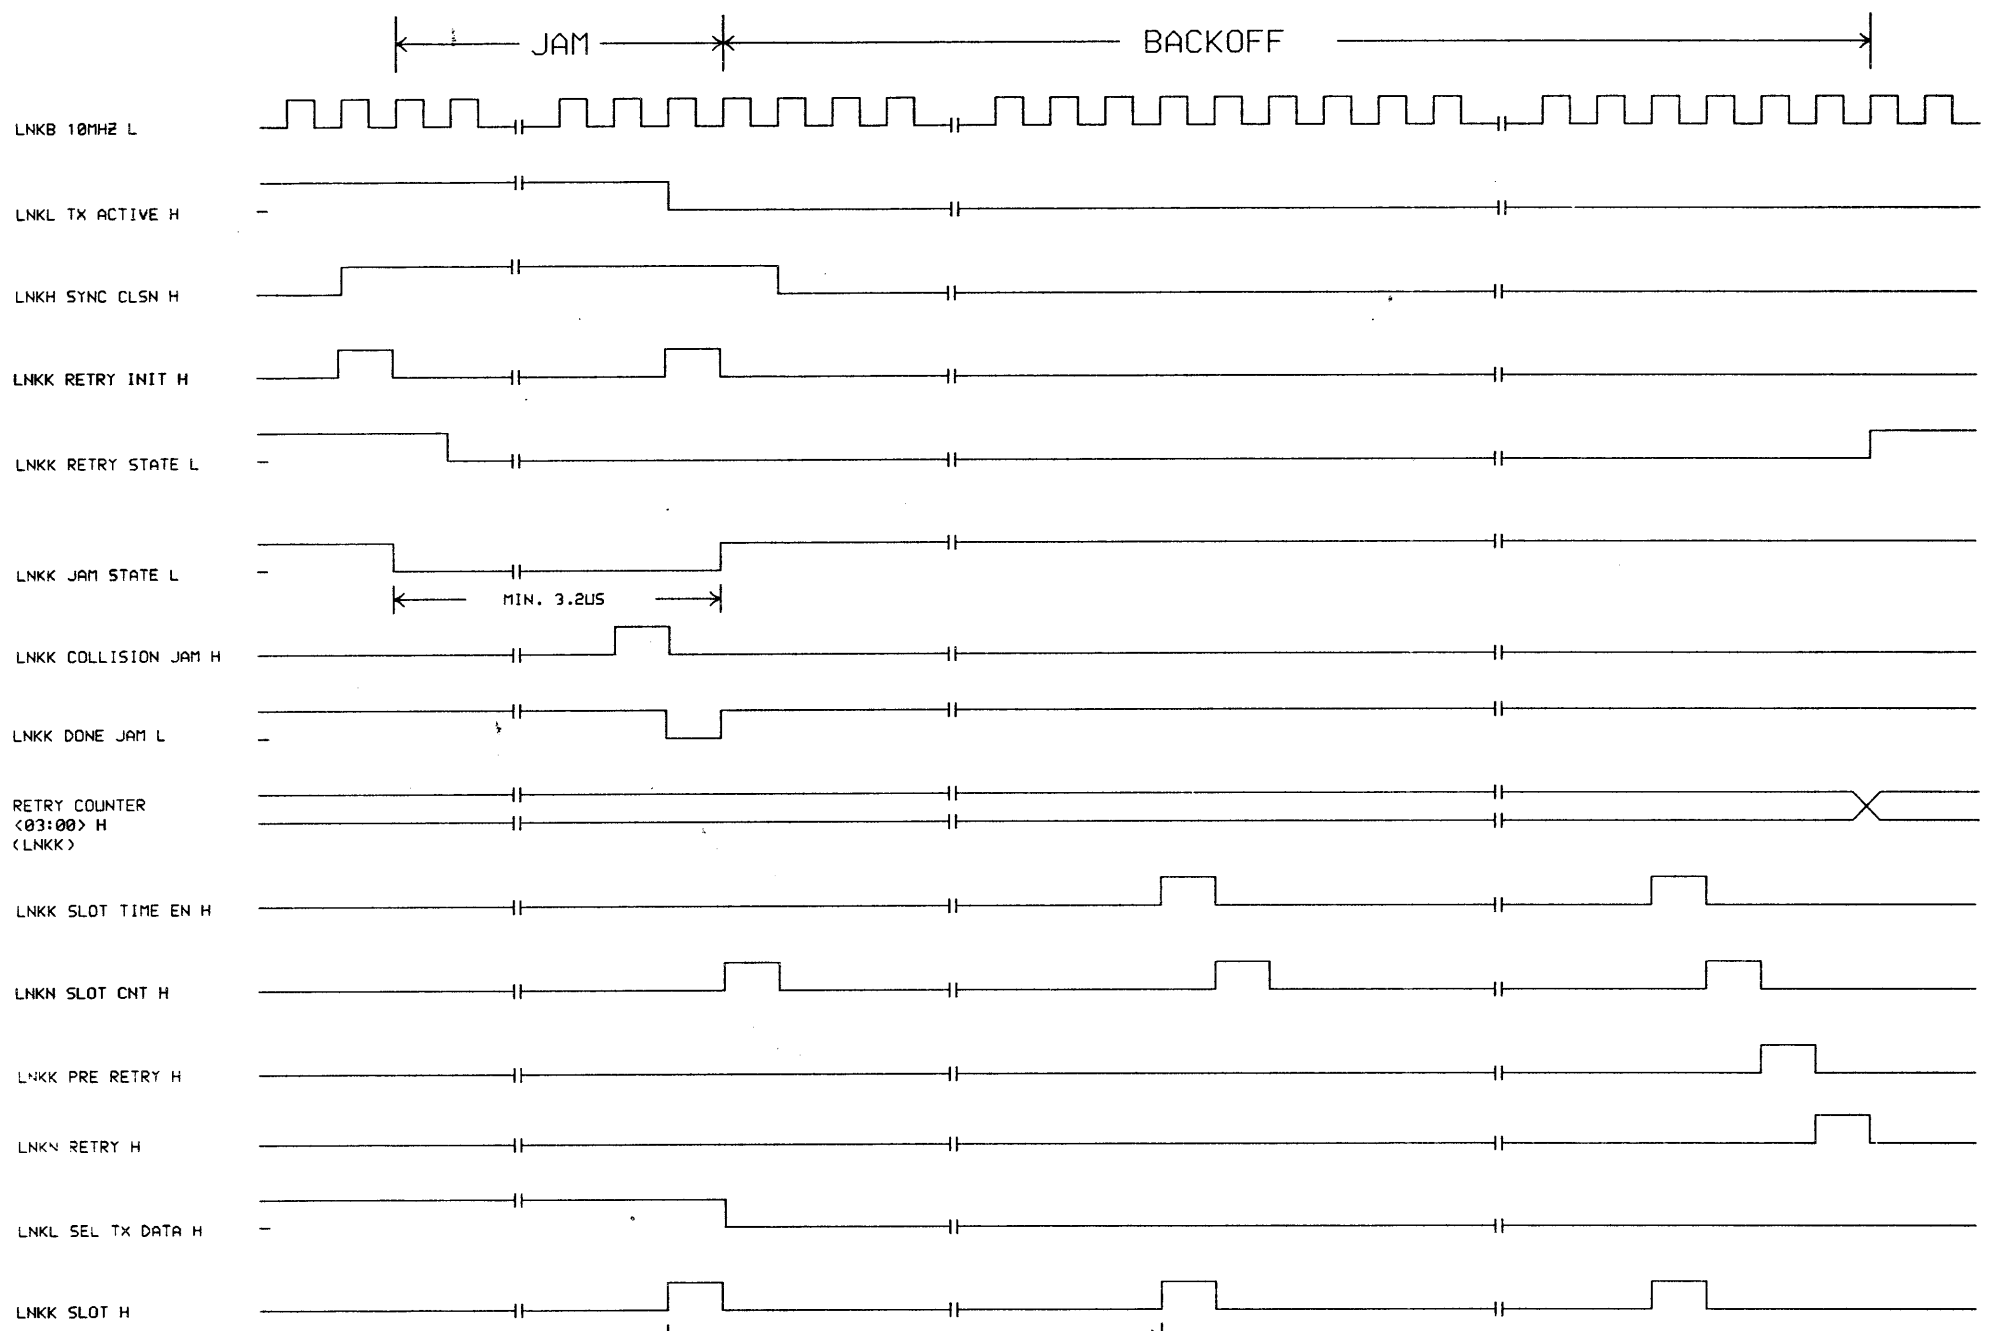 JAM BACKOFF
LNKB 10MHZ L
LNKL TX ACTIVE H
LNKH SYNC CLSN H
LNKK RETRY INIT H
LNKK RETRY STATE L
LNKK JAM STATE L
MIN. 3.2US
LNKK COLLISION JAM H
LNKK DONE JAM L
RETRY COUNTER
<03:00> H
(LNKK)
LNKK SLOT TIME EN H
LNKN SLOT CNT H
LNKK PRE RETRY H
LNKN RETRY H
LNKL SEL TX DATA H
LNKK SLOT H